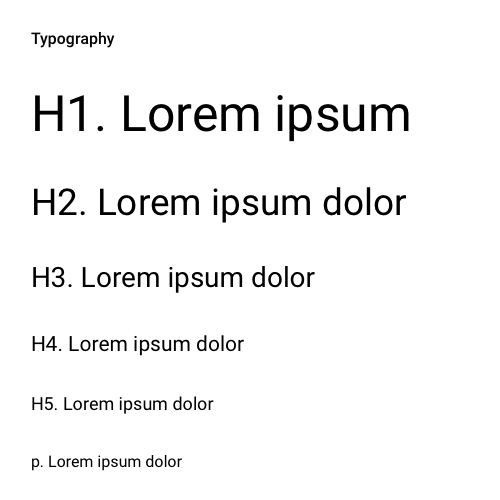 Typography
H1. Lorem ipsum
H2. Lorem ipsum dolor
H3. Lorem ipsum dolor
H4. Lorem ipsum dolor
H5. Lorem ipsum dolor
p. Lorem ipsum dolor